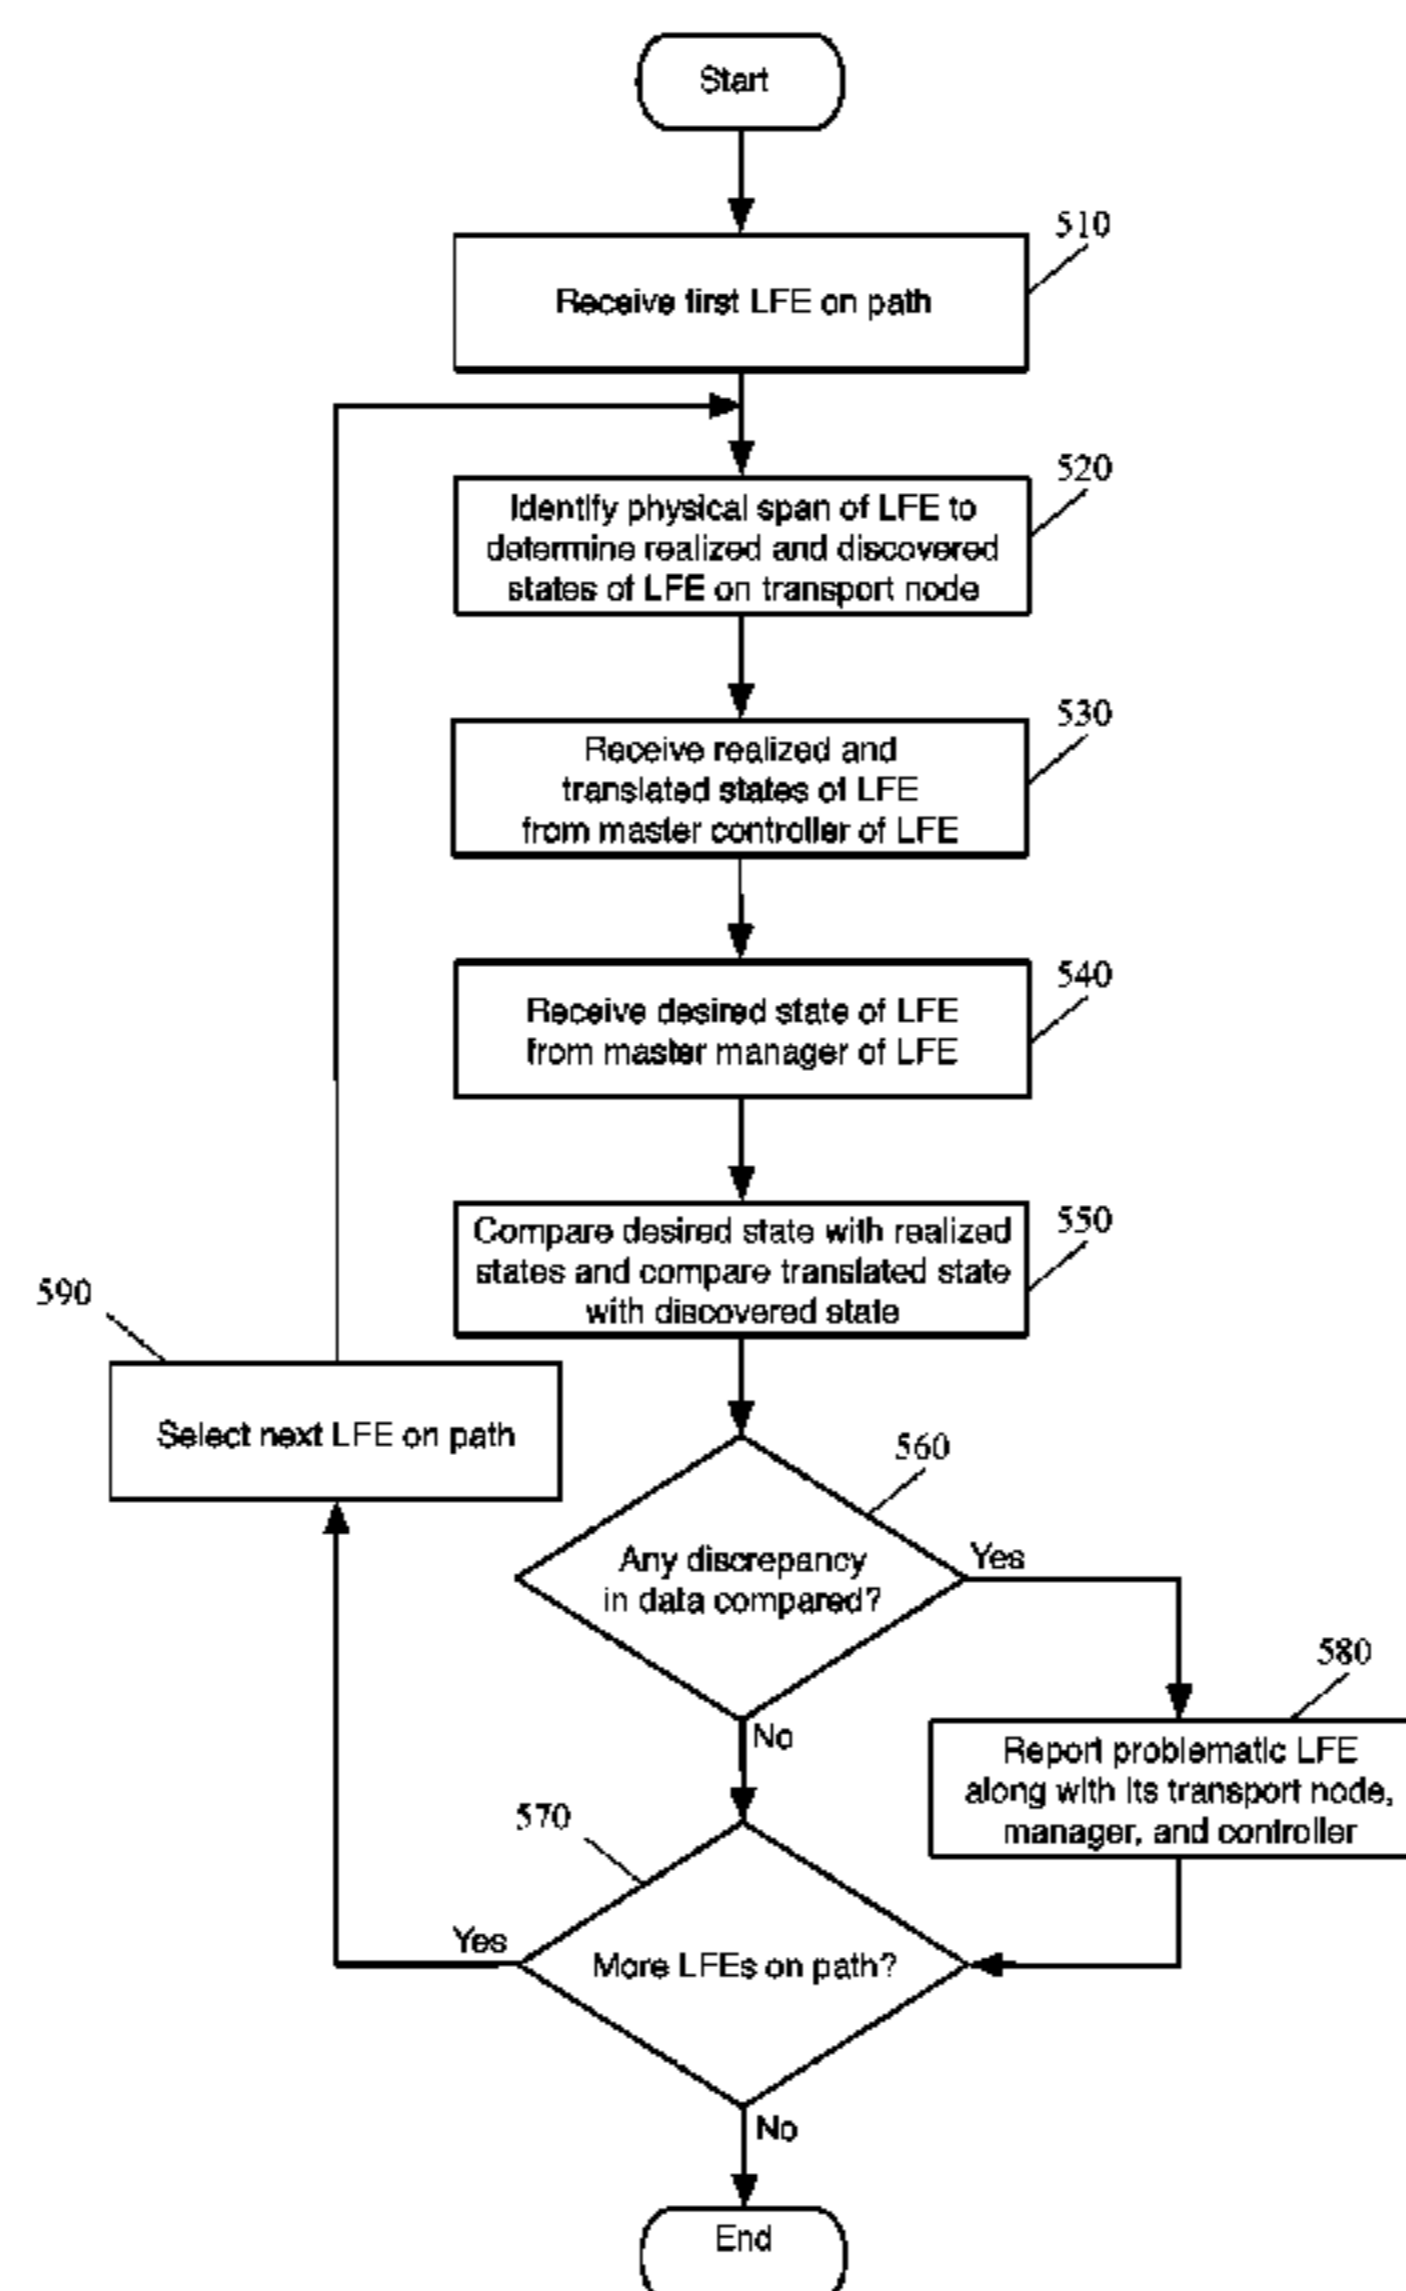 Start
510
Receive first LFE on path
520
Identify physical span of LFE to
determine realized and discovered
states of LFE on transport node
530
Receive realized and
translated states of LFE
from master controller of LFE
540
Receive desired state of LFE
from master manager of LFE
550
Compare desired state with realized
states and compare translated state
with discovered state
590
Select next LFE on path
560
Any discrepancy
in data compared?
Yes
No
580
Report problematic LFE
along with its transport node,
manager, and controller
570
More LFEs on path?
Yes
No
End